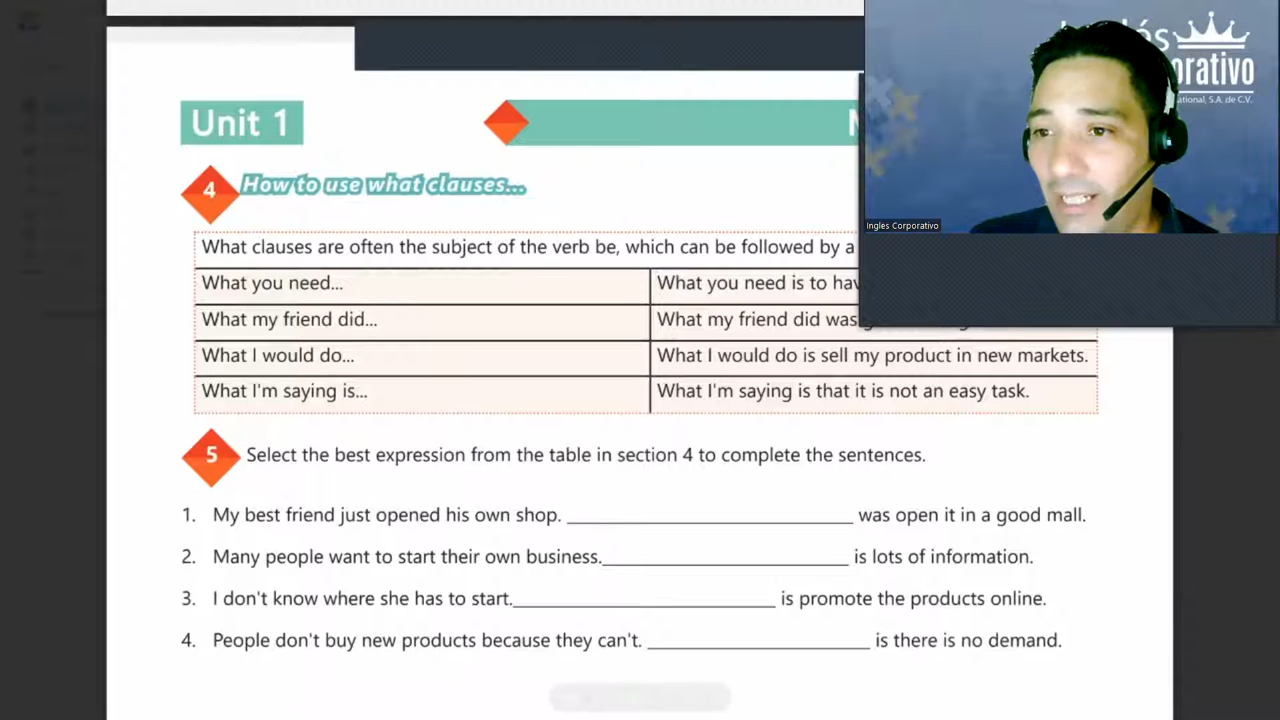 Unit 1
4 How to use what clauses...
What clauses are often the subject of the verb be, which can be followed by a
What you need... What you need is to hav
What my friend did... What my friend did was
What I would do... What I would do is sell my product in new markets.
What I'm saying is... What I'm saying is that it is not an easy task.
5 Select the best expression from the table in section 4 to complete the sentences.
1. My best friend just opened his own shop. ____________ was open it in a good mall.
2. Many people want to start their own business.____________ is lots of information.
3. I don't know where she has to start.____________ is promote the products online.
4. People don't buy new products because they can't. ____________ is there is no demand.
Ingles Corporativo
ational, S.A. de C.V.